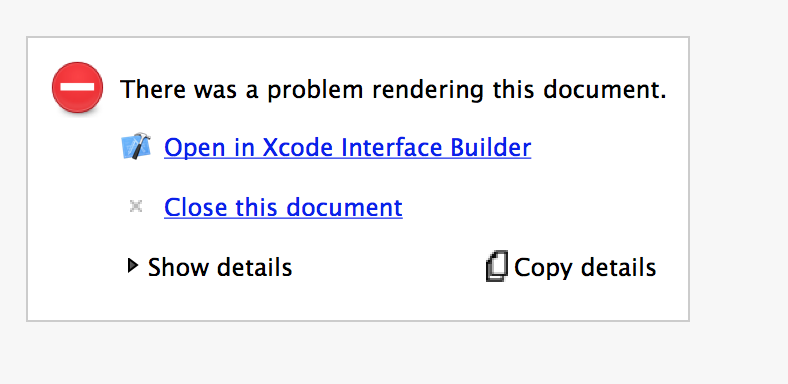 There was a problem rendering this document.
Open in Xcode Interface Builder
Close this document
Show details
Copy details